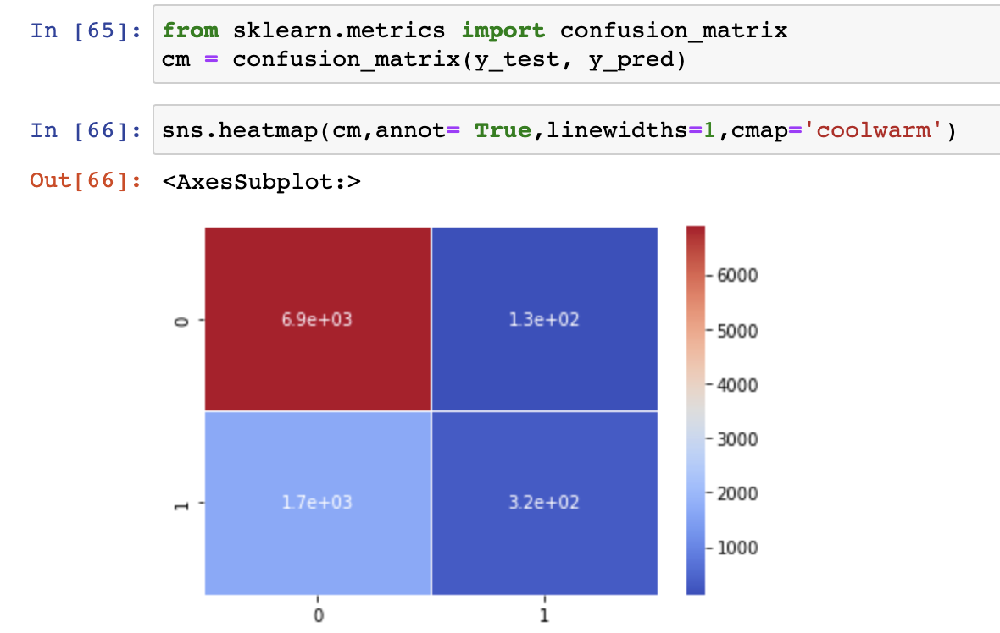 In [65]: from sklearn.metrics import confusion_matrix
cm = confusion_matrix(y_test, y_pred)
In [66]: sns.heatmap(cm,annot= True,linewidths=1,cmap='coolwarm')
Out[66]: <AxesSubplot:>
6000
0 6.9e+03 1.3e+02
5000
4000
3000
2000
1 1.7e+03 3.2e+02
1000
0 1